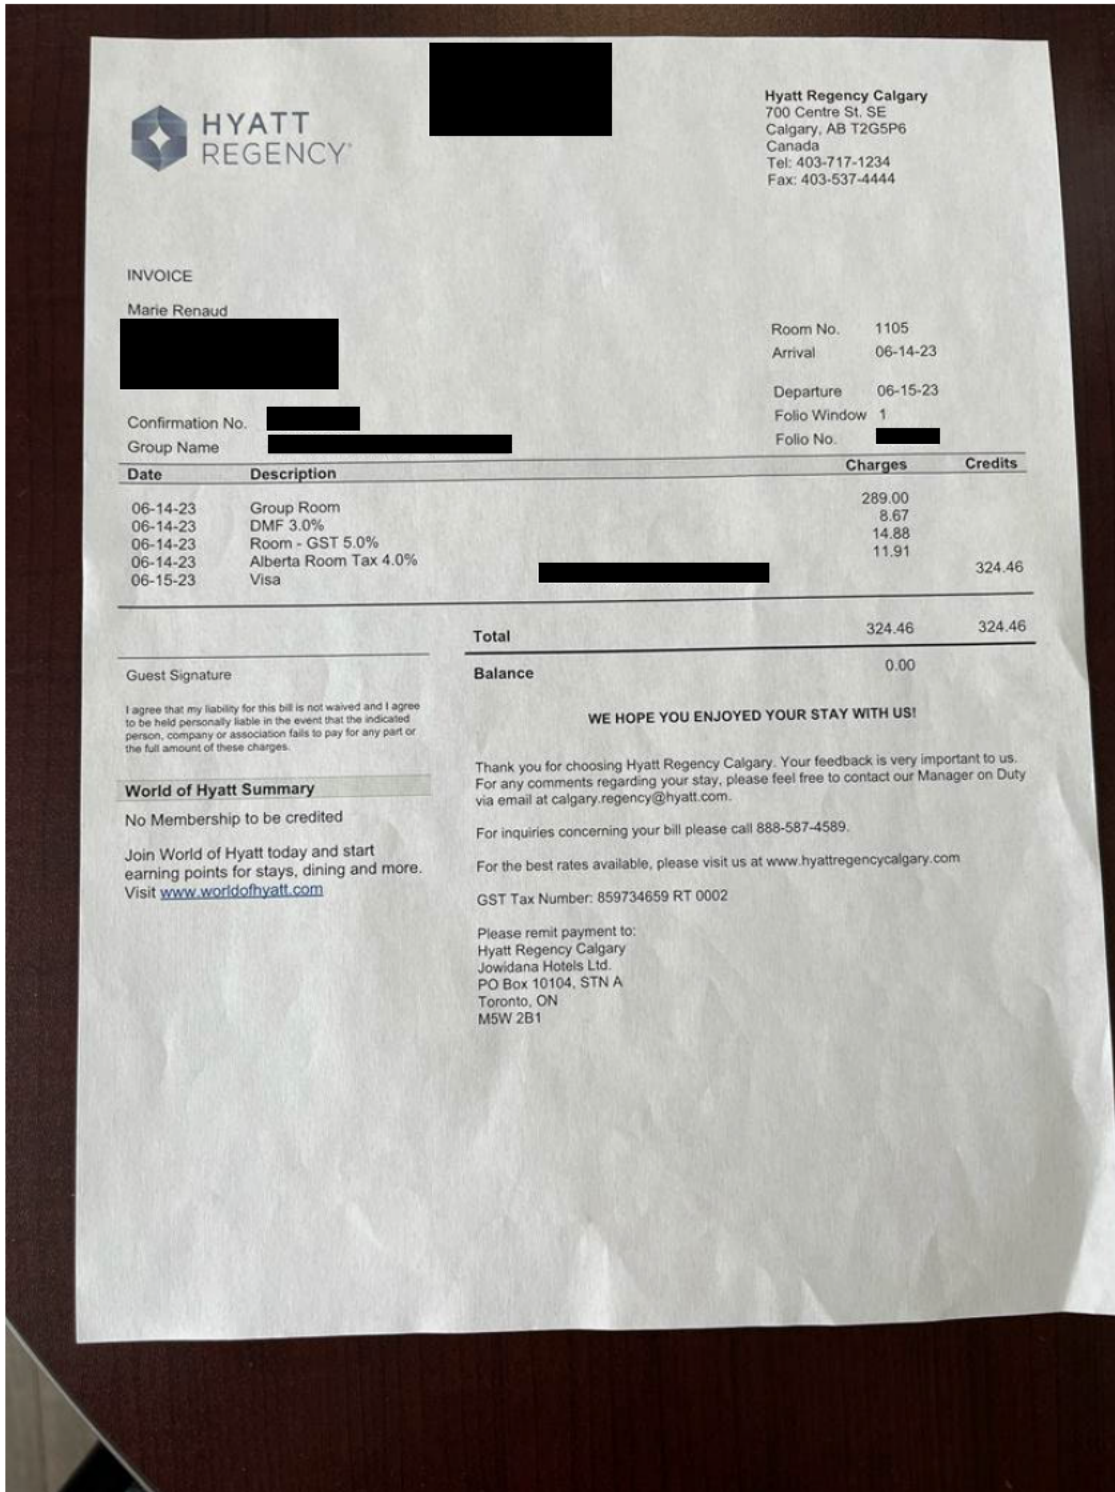 HYATT
REGENCY®
Hyatt Regency Calgary
700 Centre St. SE
Calgary, AB T2G5P6
Canada
Tel: 403-717-1234
Fax: 403-537-4444
INVOICE
Marie Renaud
Room No. 1105
Arrival 06-14-23
Departure 06-15-23
Folio Window 1
Folio No.
Confirmation No.
Group Name
Date Description Charges Credits
06-14-23 Group Room 289.00
06-14-23 DMF 3.0% 8.67
06-14-23 Room - GST 5.0% 14.88
06-14-23 Alberta Room Tax 4.0% 11.91
06-15-23 Visa 324.46
Total 324.46 324.46
Balance 0.00
Guest Signature
I agree that my liability for this bill is not waived and I agree
to be held personally liable in the event that the indicated
person, company or association fails to pay for any part or
the full amount of these charges.
World of Hyatt Summary
No Membership to be credited
Join World of Hyatt today and start
earning points for stays, dining and more.
Visit www.worldofhyatt.com
WE HOPE YOU ENJOYED YOUR STAY WITH US!
Thank you for choosing Hyatt Regency Calgary. Your feedback is very important to us.
For any comments regarding your stay, please feel free to contact our Manager on Duty
via email at calgary.regency@hyatt.com.
For inquiries concerning your bill please call 888-587-4589.
For the best rates available, please visit us at www.hyattregencycalgary.com
GST Tax Number: 859734659 RT 0002
Please remit payment to:
Hyatt Regency Calgary
Jowidana Hotels Ltd.
PO Box 10104, STN A
Toronto, ON
M5W 2B1